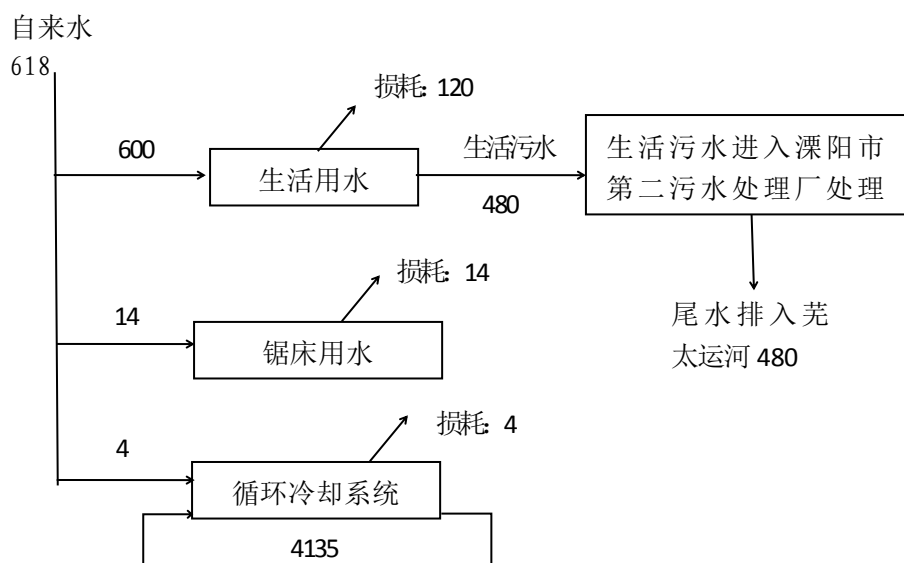 自来水
618
损耗：120
600
生活用水
生活污水
480
生活污水进入溧阳市
第二污水处理厂处理
损耗：14
14
锯床用水
尾水排入芜
太运河 480
损耗：4
4
循环冷却系统
4135